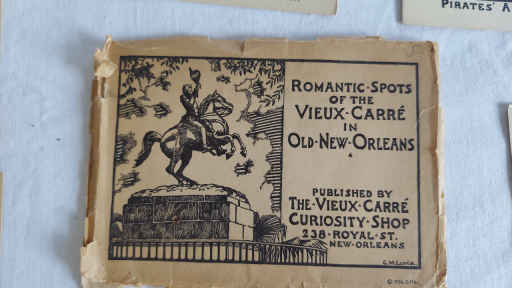 PIRATES' A
ROMANTIC·SPOTS
OF THE
VIEUX·CARRÉ
IN
OLD·NEW·ORLEANS
PUBLISHED BY
THE·VIEUX·CARRÉ
CURIOSITY·SHOP
238·ROYAL·ST.
NEW·ORLEANS